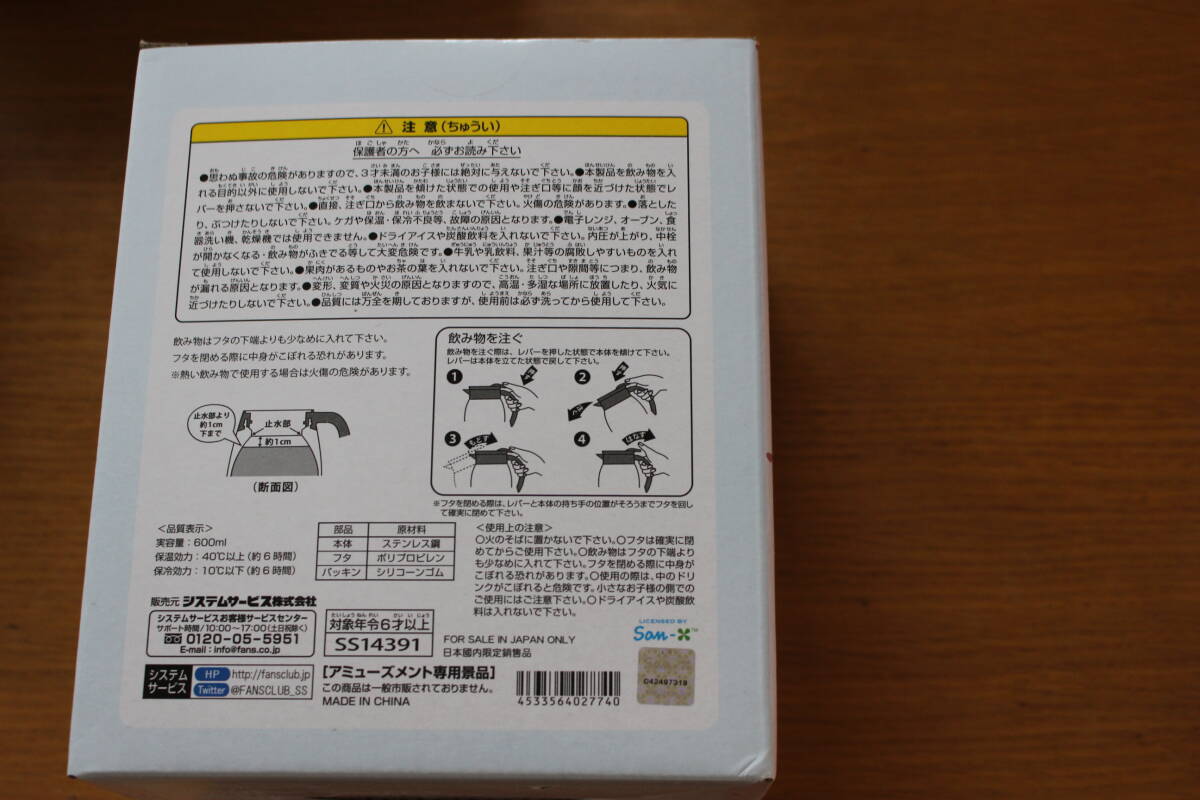 注意(ちゅうい)
保護者の方へ 必ずお読み下さい
●思わぬ事故の危険がありますので、3才未満のお子様には絶対に与えないで下さい。●本製品を飲み物を入
れる目的以外に使用しないで下さい。●本製品を傾けた状態での使用や注ぎ口等に顔を近づけた状態でレ
バーを押さないで下さい。●直接、注ぎ口から飲み物を飲まないで下さい。火傷の危険があります。●落とした
り、ぶつけたりしないで下さい。ケガや保温・保冷不良等、故障の原因となります。●電子レンジ、オーブン、食
器洗い機、乾燥機では使用できません。●ドライアイスや炭酸飲料を入れないで下さい。内圧が上がり、中栓
が開かなくなる・飲み物がふきでる等して大変危険です。●牛乳や乳飲料、果汁等の腐敗しやすいものを入れ
て使用しないで下さい。●果肉があるものやお茶の葉を入れないで下さい。注ぎ口や隙間等につまり、飲み物
が漏れる原因となります。●変形、変質や火災の原因となりますので、高温・多湿な場所に放置したり、火気に
近づけたりしないで下さい。●品質には万全を期しておりますが、使用前は必ず洗ってから使用して下さい。
飲み物はフタの下端よりも少なめに入れて下さい。
フタを閉める際に中身がこぼれる恐れがあります。
※熱い飲み物で使用する場合は火傷の危険があります。
止水部より
約1cm
下まで
止水部
約1cm
(断面図)
飲み物を注ぐ
飲み物を注ぐ際は、レバーを押した状態で本体を傾けて下さい。
レバーは本体を立てた状態で戻して下さい。
1
2
3 もどす
4 はなす
※フタを閉める際は、レバーと本体の持ち手の位置がそろうまでフタを回し
て確実に閉めて下さい。
<品質表示>
実容量:600ml
保温効力:40℃以上(約6時間)
保冷効力:10℃以下(約6時間)
部品 原材料
本体 ステンレス鋼
フタ ポリプロピレン
パッキン シリコーンゴム
<使用上の注意>
○火のそばに置かないで下さい。○フタは確実に閉
めてからご使用下さい。○飲み物はフタの下端より
も少なめに入れて下さい。フタを閉める際に中身が
こぼれる恐れがあります。○使用の際は、中のドリ
ンクがこぼれると危険です。小さなお子様の側での
ご使用にはご注意下さい。○ドライアイスや炭酸飲
料は入れないで下さい。
販売元 システムサービス株式会社
システムサービスお客様サービスセンター
サポート時間/10:00~17:00(土日祝除く)
0120-05-5951
E-mail:info@fans.co.jp
システム
サービス
HP http://fansclub.jp
Twitter @FANSCLUB_SS
対象年令6才以上
SS14391
FOR SALE IN JAPAN ONLY
日本國内限定銷售品
[アミューズメント専用景品]
この商品は一般市販されておりません。
MADE IN CHINA
4533564027740
LICENSED BY
San-X™
042497319